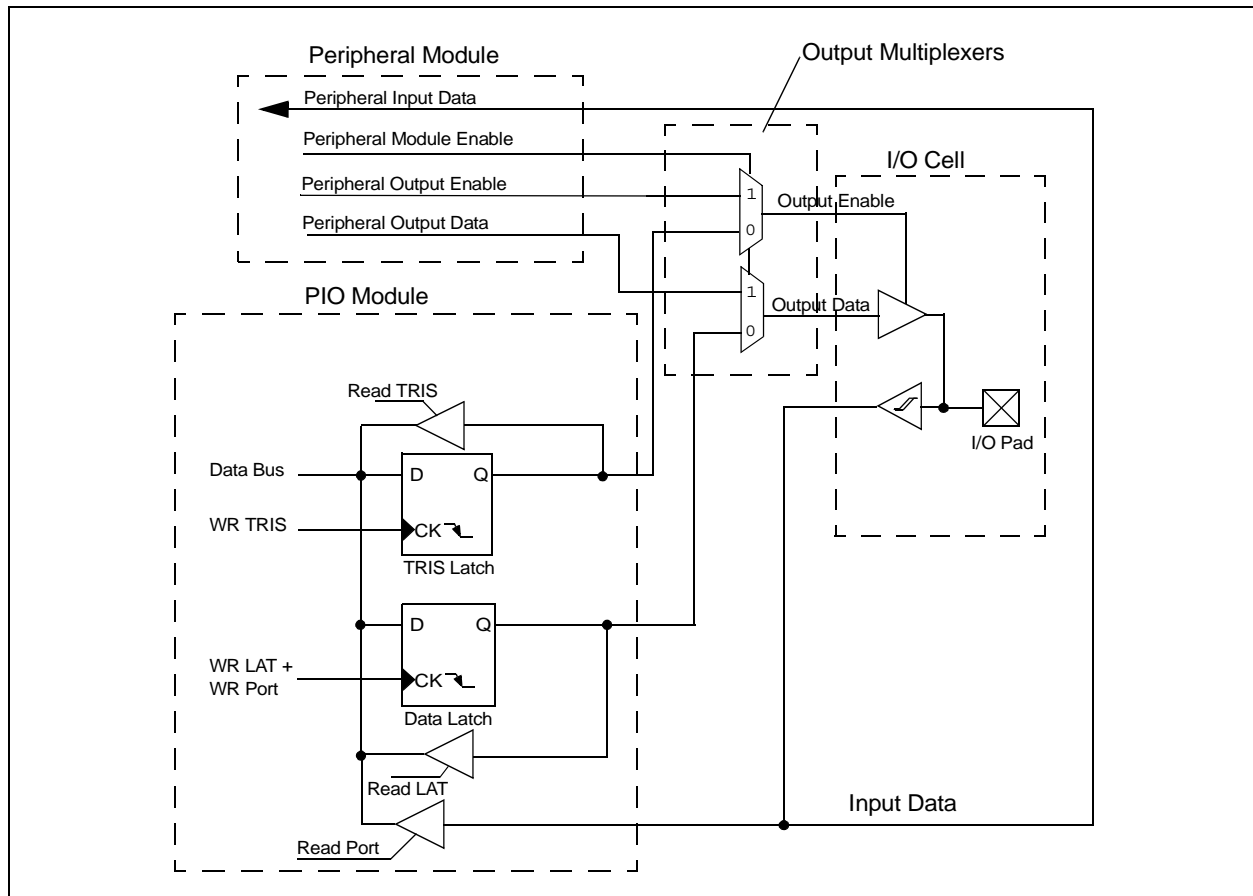 Peripheral Module
Output Multiplexers
Peripheral Input Data
Peripheral Module Enable
I/O Cell
Peripheral Output Enable
1
Output Enable
Peripheral Output Data
0
PIO Module
1
Output Data
0
Read TRIS
I/O Pad
Data Bus
D
Q
WR TRIS
CK
TRIS Latch
D
Q
WR LAT +
WR Port
CK
Data Latch
Read LAT
Input Data
Read Port